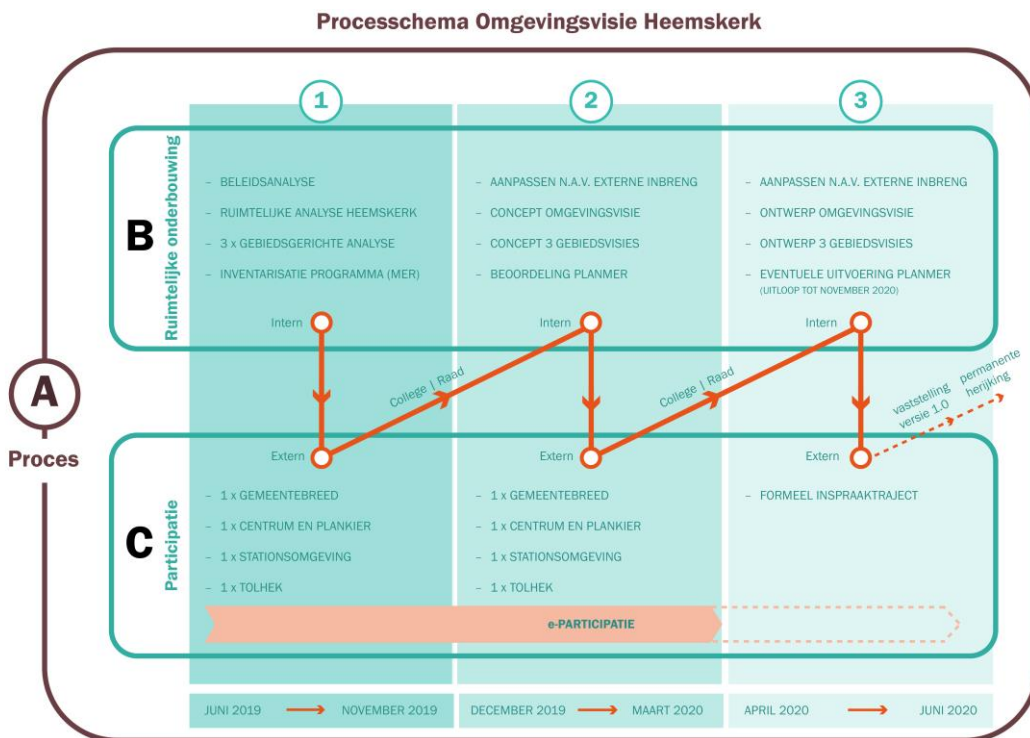 Processchema Omgevingsvisie Heemskerk
1
2
3
A
Proces
B
Ruimtelijke onderbouwing
– BELEIDSANALYSE
– RUIMTELIJKE ANALYSE HEEMSKERK
– 3 x GEBIEDSGERICHTE ANALYSE
– INVENTARISATIE PROGRAMMA (MER)
Intern
– AANPASSEN N.A.V. EXTERNE INBRENG
– CONCEPT OMGEVINGSVISIE
– CONCEPT 3 GEBIEDSVISIES
– BEOORDELING PLANMER
Intern
– AANPASSEN N.A.V. EXTERNE INBRENG
– ONTWERP OMGEVINGSVISIE
– ONTWERP 3 GEBIEDSVISIES
– EVENTUELE UITVOERING PLANMER
(UITLOOP TOT NOVEMBER 2020)
Intern
College | Raad
College | Raad
vaststelling
versie 1.0
permanente
herijking
C
Participatie
Extern
– 1 x GEMEENTEBREED
– 1 x CENTRUM EN PLANKIER
– 1 x STATIONSOMGEVING
– 1 x TOLHEK
Extern
– 1 x GEMEENTEBREED
– 1 x CENTRUM EN PLANKIER
– 1 x STATIONSOMGEVING
– 1 x TOLHEK
Extern
– FORMEEL INSPRAAKTRAJECT
e-PARTICIPATIE
JUNI 2019 → NOVEMBER 2019
DECEMBER 2019 → MAART 2020
APRIL 2020 → JUNI 2020